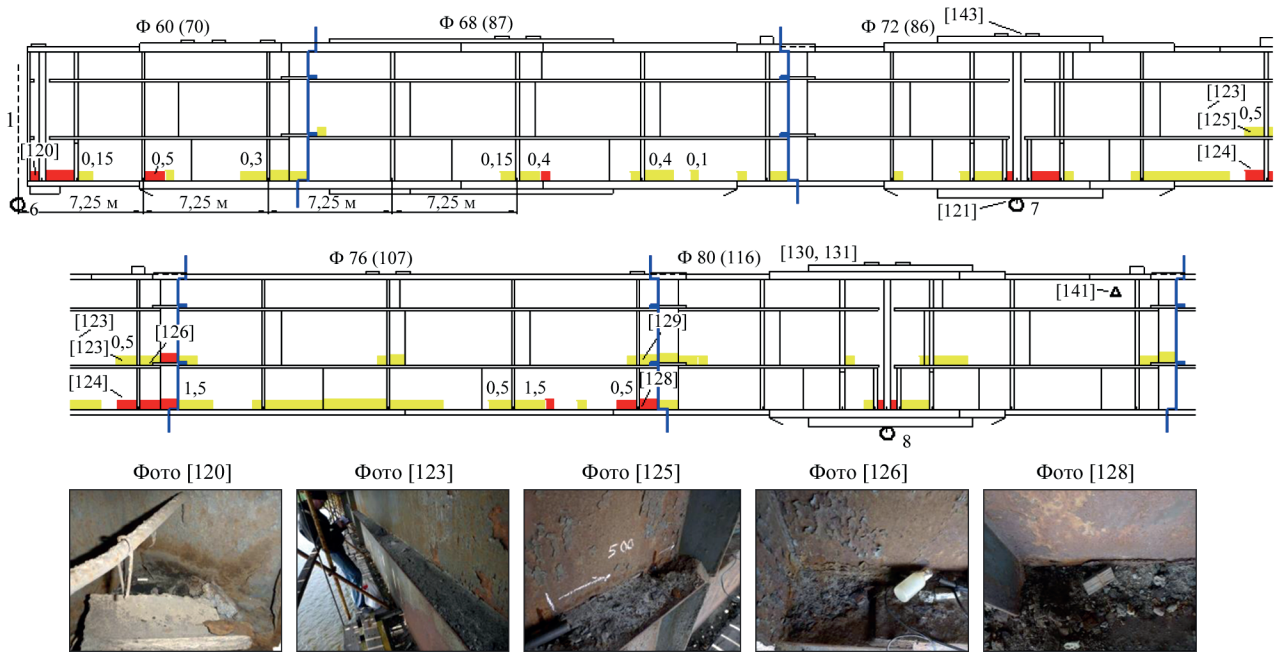 Ф 60 (70)
Ф 68 (87)
Ф 72 (86)
[143]
1
[120]
0,15
0,5
0,3
0,15
0,4
0,4
0,1
[123]
[125]
0,5
[124]
6
7,25 м
7,25 м
7,25 м
7,25 м
[121]
7
Ф 76 (107)
Ф 80 (116)
[130, 131]
[123]
[123]
0,5
[126]
[129]
[141]
[124]
1,5
0,5
1,5
0,5
[128]
8
Фото [120]
Фото [123]
Фото [125]
Фото [126]
Фото [128]
500